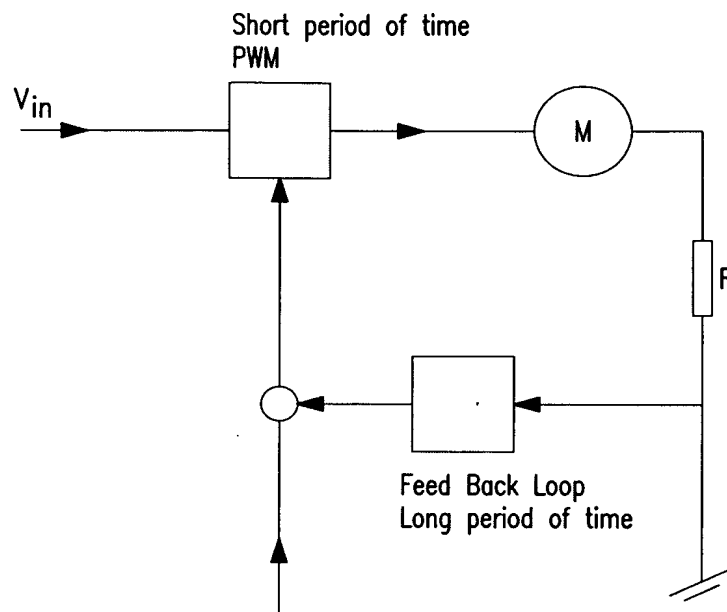 Short period of time
PWM
Vin
M
Feed Back Loop
Long period of time